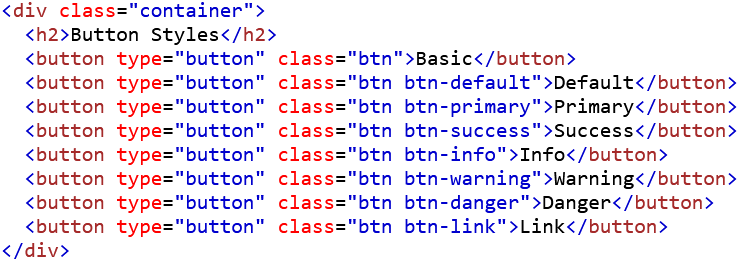 <div class="container">
  <h2>Button Styles</h2>
  <button type="button" class="btn">Basic</button>
  <button type="button" class="btn btn-default">Default</button>
  <button type="button" class="btn btn-primary">Primary</button>
  <button type="button" class="btn btn-success">Success</button>
  <button type="button" class="btn btn-info">Info</button>
  <button type="button" class="btn btn-warning">Warning</button>
  <button type="button" class="btn btn-danger">Danger</button>
  <button type="button" class="btn btn-link">Link</button>
</div>